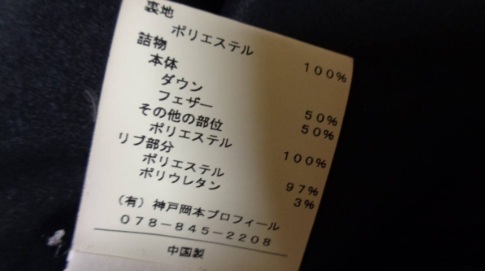 裏地
ポリエステル 100%
詰物
本体
ダウン 50%
フェザー 50%
その他の部位
ポリエステル 100%
リブ部分
ポリエステル 97%
ポリウレタン 3%
(有)神戸岡本プロフィール
078-845-2208
中国製